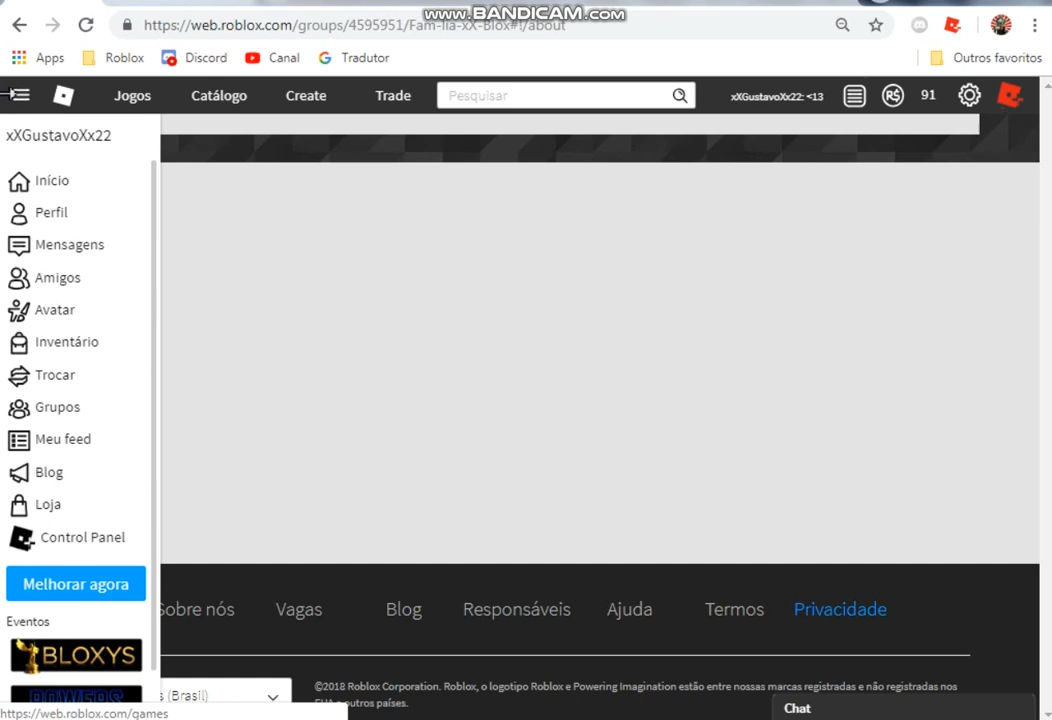 www.BANDICAM.com
https://web.roblox.com/groups/4595951/Fam-lia-xX-Blox#!/about
Apps Roblox Discord Canal Tradutor Outros favoritos
Jogos Catálogo Create Trade Pesquisar xXGustavoXx22: <13 R$ 91
xXGustavoXx22
Início
Perfil
Mensagens
Amigos
Avatar
Inventário
Trocar
Grupos
Meu feed
Blog
Loja
Control Panel
Melhorar agora
Eventos
BLOXYS
POWERS
Sobre nós Vagas Blog Responsáveis Ajuda Termos Privacidade
(Brasil)
©2018 Roblox Corporation. Roblox, o logotipo Roblox e Powering Imagination estão entre nossas marcas registradas e não registradas nos
outros países.
Chat
https://web.roblox.com/games